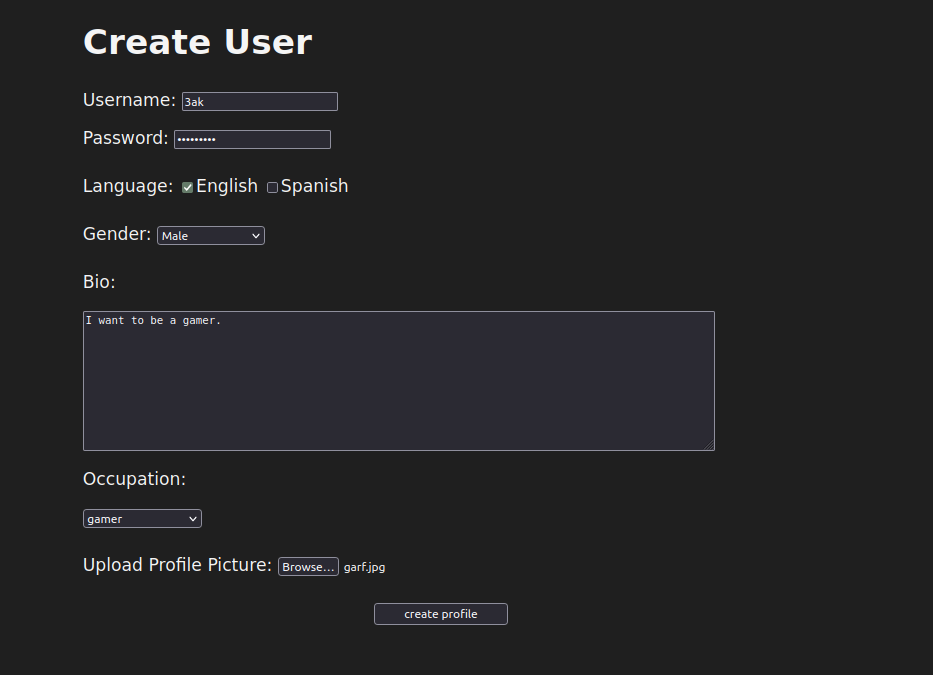 Create User
Username: 3ak
Password: •••••••••
Language: English Spanish
Gender: Male
Bio:
I want to be a gamer.
Occupation:
gamer
Upload Profile Picture: Browse... garf.jpg
create profile